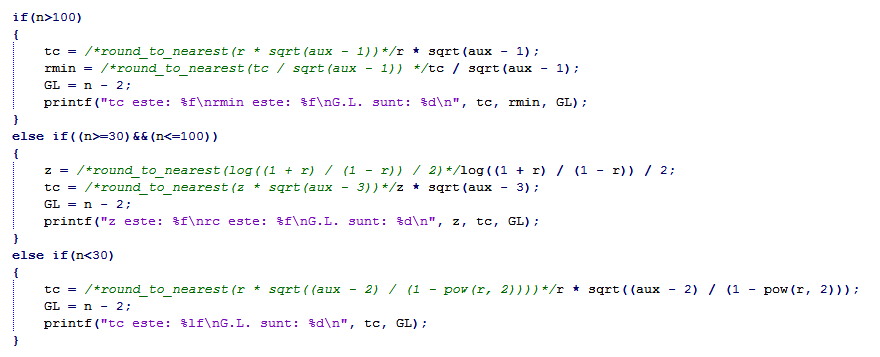 if(n>100)
{
    tc = /*round_to_nearest(r * sqrt(aux - 1))*/r * sqrt(aux - 1);
    rmin = /*round_to_nearest(tc / sqrt(aux - 1)) */tc / sqrt(aux - 1);
    GL = n - 2;
    printf("tc este: %f\nrmin este: %f\nG.L. sunt: %d\n", tc, rmin, GL);
}
else if((n>=30)&&(n<=100))
{
    z = /*round_to_nearest(log((1 + r) / (1 - r)) / 2)*/log((1 + r) / (1 - r)) / 2;
    tc = /*round_to_nearest(z * sqrt(aux - 3))*/z * sqrt(aux - 3);
    GL = n - 2;
    printf("z este: %f\nrc este: %f\nG.L. sunt: %d\n", z, tc, GL);
}
else if(n<30)
{
    tc = /*round_to_nearest(r * sqrt((aux - 2) / (1 - pow(r, 2))))*/r * sqrt((aux - 2) / (1 - pow(r, 2)));
    GL = n - 2;
    printf("tc este: %lf\nG.L. sunt: %d\n", tc, GL);
}